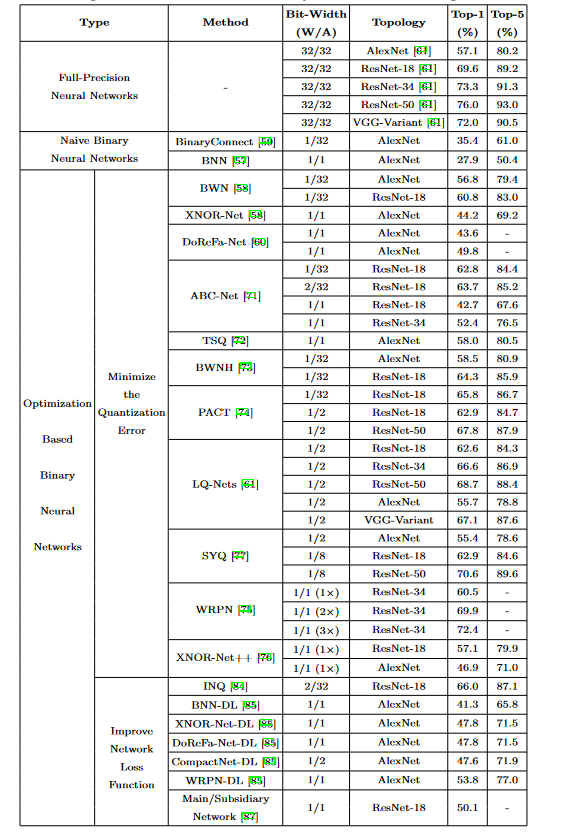 Type Method Bit-Width (W/A) Topology Top-1 (%) Top-5 (%)
Full-Precision Neural Networks - 32/32 AlexNet [61] 57.1 80.2
32/32 ResNet-18 [61] 69.6 89.2
32/32 ResNet-34 [61] 73.3 91.3
32/32 ResNet-50 [61] 76.0 93.0
32/32 VGG-Variant [61] 72.0 90.5
Naive Binary Neural Networks BinaryConnect [59] 1/32 AlexNet 35.4 61.0
BNN [57] 1/1 AlexNet 27.9 50.4
Optimization Based Binary Neural Networks Minimize the Quantization Error BWN [58] 1/32 AlexNet 56.8 79.4
1/32 ResNet-18 60.8 83.0
XNOR-Net [58] 1/1 AlexNet 44.2 69.2
DoReFa-Net [60] 1/1 AlexNet 43.6 -
1/1 AlexNet 49.8 -
ABC-Net [71] 1/32 ResNet-18 62.8 84.4
2/32 ResNet-18 63.7 85.2
1/1 ResNet-18 42.7 67.6
1/1 ResNet-34 52.4 76.5
TSQ [72] 1/1 AlexNet 58.0 80.5
BWNH [73] 1/32 AlexNet 58.5 80.9
1/32 ResNet-18 64.3 85.9
PACT [74] 1/32 ResNet-18 65.8 86.7
1/2 ResNet-18 62.9 84.7
1/2 ResNet-50 67.8 87.9
LQ-Nets [61] 1/2 ResNet-18 62.6 84.3
1/2 ResNet-34 66.6 86.9
1/2 ResNet-50 68.7 88.4
1/2 AlexNet 55.7 78.8
1/2 VGG-Variant 67.1 87.6
SYQ [77] 1/2 AlexNet 55.4 78.6
1/8 ResNet-18 62.9 84.6
1/8 ResNet-50 70.6 89.6
WRPN [75] 1/1 (1×) ResNet-34 60.5 -
1/1 (2×) ResNet-34 69.9 -
1/1 (3×) ResNet-34 72.4 -
XNOR-Net++ [76] 1/1 (1×) ResNet-18 57.1 79.9
1/1 (1×) AlexNet 46.9 71.0
Improve Network Loss Function INQ [84] 2/32 ResNet-18 66.0 87.1
BNN-DL [85] 1/1 AlexNet 41.3 65.8
XNOR-Net-DL [85] 1/1 AlexNet 47.8 71.5
DoReFa-Net-DL [85] 1/1 AlexNet 47.8 71.5
CompactNet-DL [85] 1/2 AlexNet 47.6 71.9
WRPN-DL [85] 1/1 AlexNet 53.8 77.0
Main/Subsidiary Network [87] 1/1 ResNet-18 50.1 -